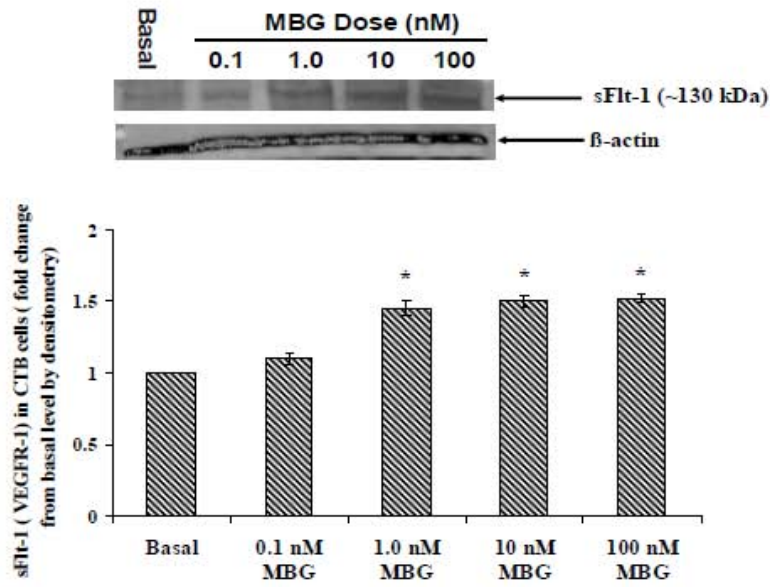 Basal
MBG Dose (nM)
0.1 1.0 10 100
sFlt-1 (~130 kDa)
ß-actin
sFlt-1 ( VEGFR-1) in CTB cells ( fold change
from basal level by densitometry)
2
1.5
1
0.5
0
* * *
Basal
0.1 nM
MBG
1.0 nM
MBG
10 nM
MBG
100 nM
MBG